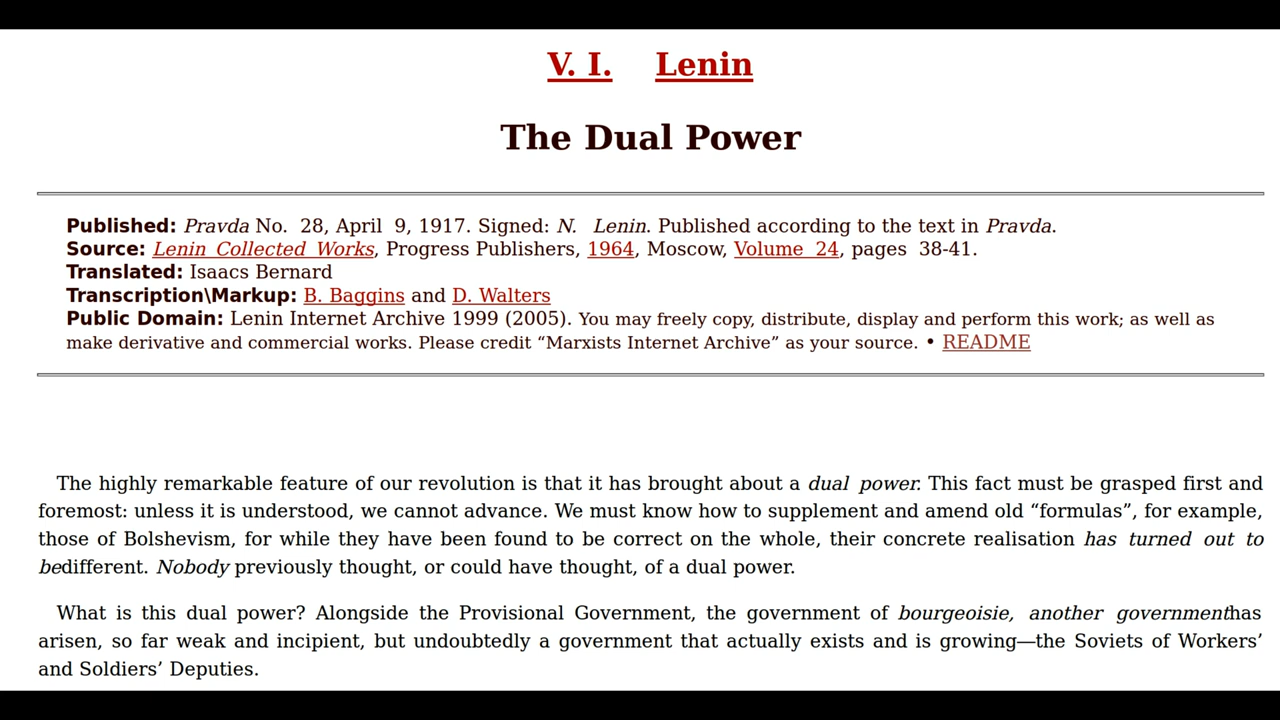 V. I. Lenin
The Dual Power
Published: Pravda No. 28, April 9, 1917. Signed: N. Lenin. Published according to the text in Pravda.
Source: Lenin Collected Works, Progress Publishers, 1964, Moscow, Volume 24, pages 38-41.
Translated: Isaacs Bernard
Transcription\Markup: B. Baggins and D. Walters
Public Domain: Lenin Internet Archive 1999 (2005). You may freely copy, distribute, display and perform this work; as well as
make derivative and commercial works. Please credit “Marxists Internet Archive” as your source. • README
The highly remarkable feature of our revolution is that it has brought about a dual power. This fact must be grasped first and
foremost: unless it is understood, we cannot advance. We must know how to supplement and amend old “formulas”, for example,
those of Bolshevism, for while they have been found to be correct on the whole, their concrete realisation has turned out to
bedifferent. Nobody previously thought, or could have thought, of a dual power.
What is this dual power? Alongside the Provisional Government, the government of bourgeoisie, another governmenthas
arisen, so far weak and incipient, but undoubtedly a government that actually exists and is growing—the Soviets of Workers’
and Soldiers’ Deputies.